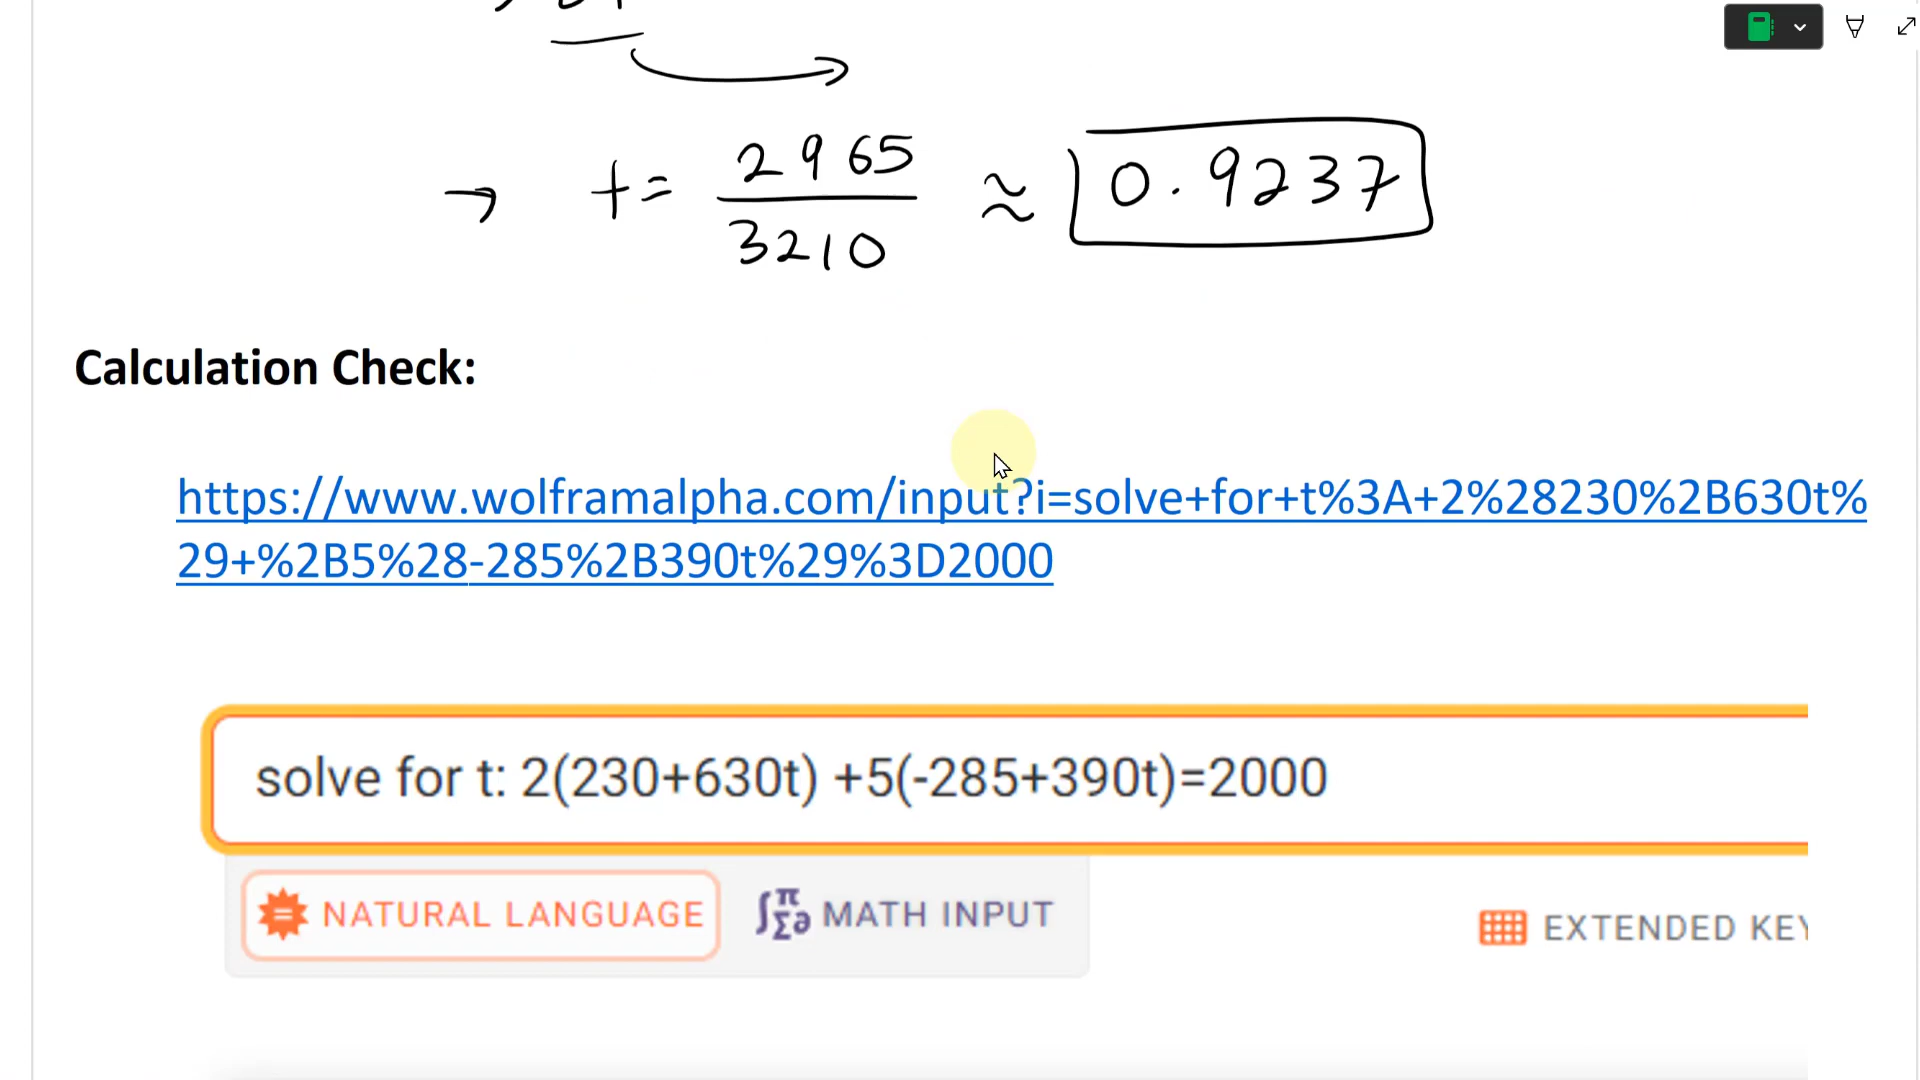 → t = 2965 / 3210 ≈ 0.9237
Calculation Check:
https://www.wolframalpha.com/input?i=solve+for+t%3A+2%28230%2B630t%
29+%2B5%28-285%2B390t%29%3D2000
solve for t: 2(230+630t) +5(-285+390t)=2000
NATURAL LANGUAGE
MATH INPUT
EXTENDED KEY